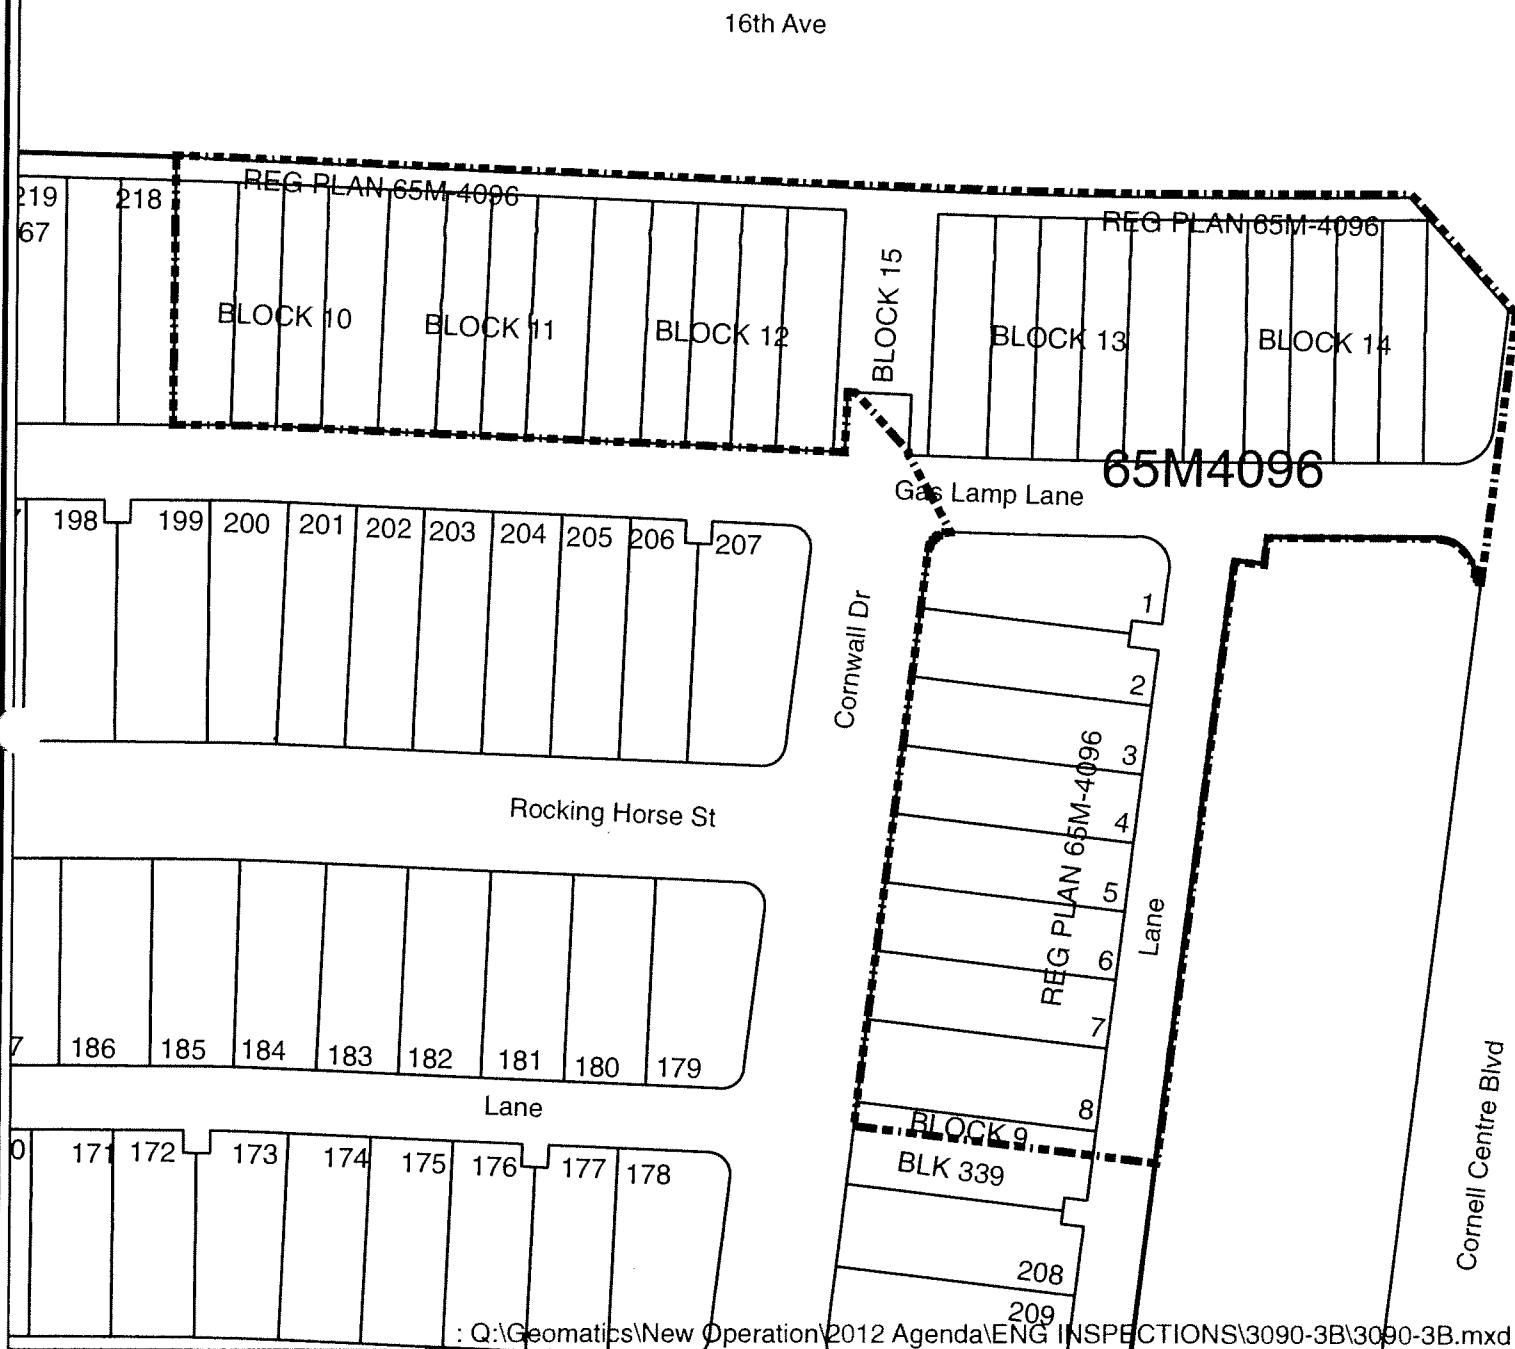 16th Ave
REG PLAN 65M-4096
219
218
67
REG PLAN 65M-4096
BLOCK 10
BLOCK 11
BLOCK 12
BLOCK 15
BLOCK 13
BLOCK 14
65M4096
Gas Lamp Lane
198
199
200
201
202
203
204
205
206
207
Cornwall Dr
1
2
3
4
5
6
7
8
REG PLAN 65M-4096
Lane
Rocking Horse St
7
186
185
184
183
182
181
180
179
Lane
BLOCK 9
BLK 339
0
171
172
173
174
175
176
177
178
Cornell Centre Blvd
208
209
: Q:\Geomatics\New Operation\2012 Agenda\ENG INSPECTIONS\3090-3B\3090-3B.mxd